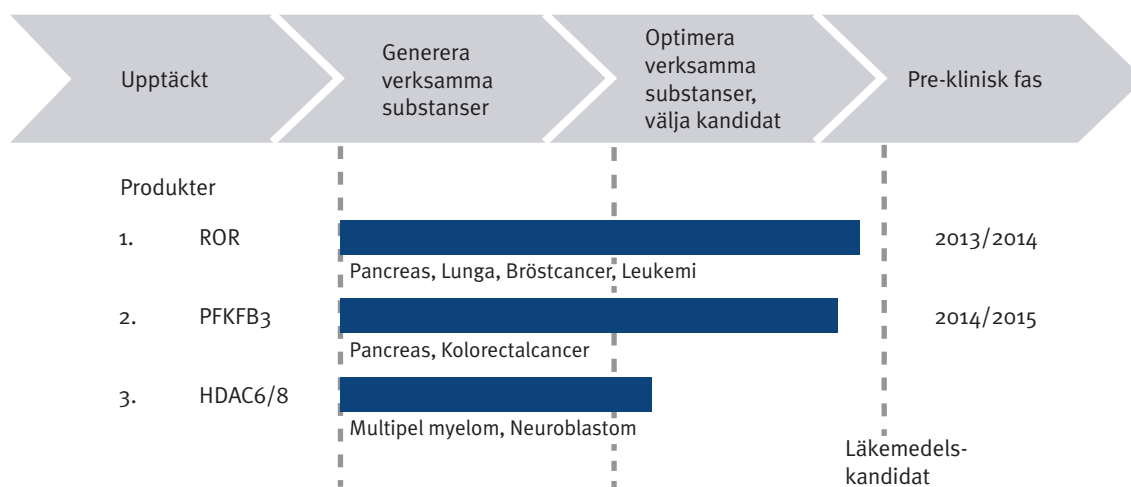 Upptäckt
Generera
verksamma
substanser
Optimera
verksamma
substanser,
välja kandidat
Pre-klinisk fas
Produkter
1. ROR 2013/2014
Pancreas, Lunga, Bröstcancer, Leukemi
2. PFKFB3 2014/2015
Pancreas, Kolorectalcancer
3. HDAC6/8
Multipel myelom, Neuroblastom
Läkemedels-
kandidat